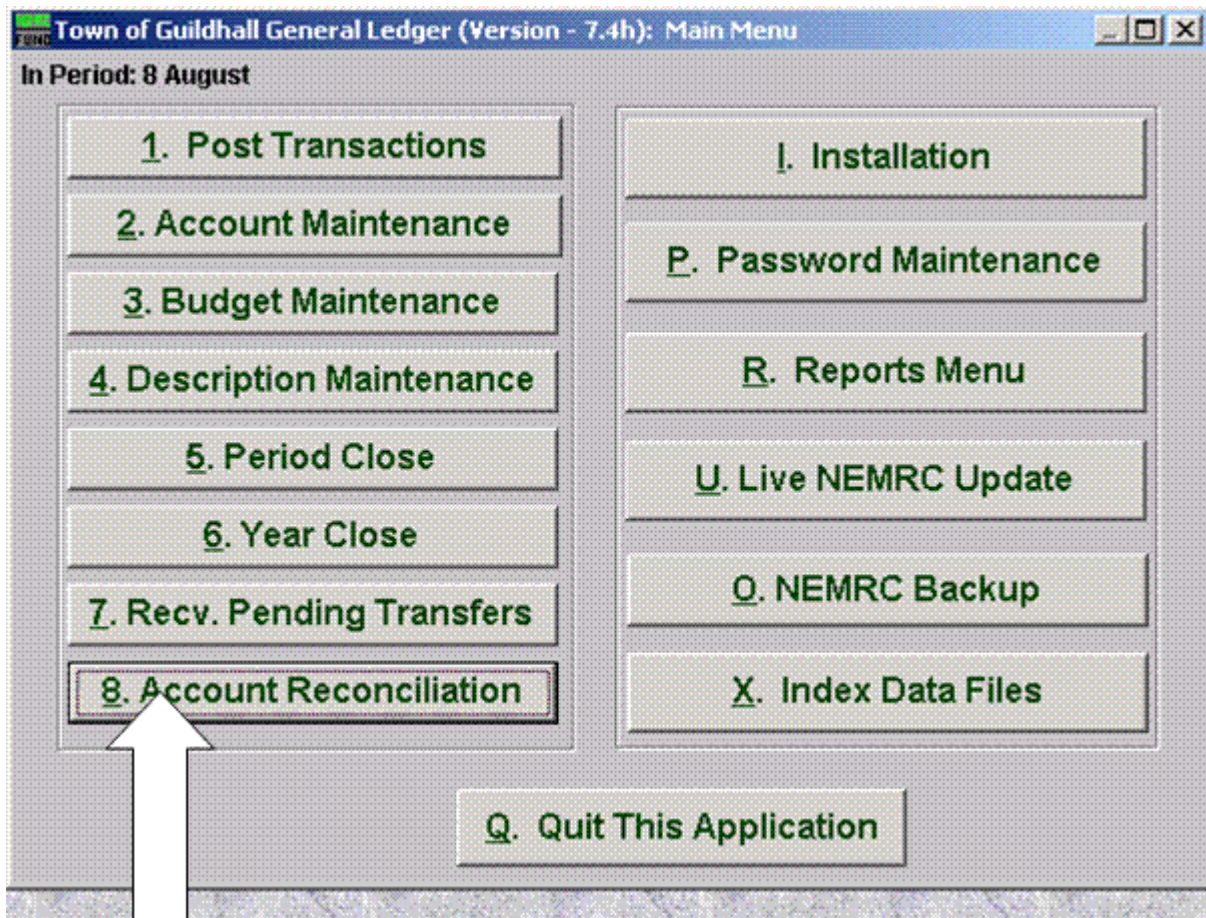 Town of Guildhall General Ledger (Version - 7.4h): Main Menu
In Period: 8 August
1. Post Transactions
2. Account Maintenance
3. Budget Maintenance
4. Description Maintenance
5. Period Close
6. Year Close
7. Recv. Pending Transfers
8. Account Reconciliation
I. Installation
P. Password Maintenance
R. Reports Menu
U. Live NEMRC Update
O. NEMRC Backup
X. Index Data Files
Q. Quit This Application